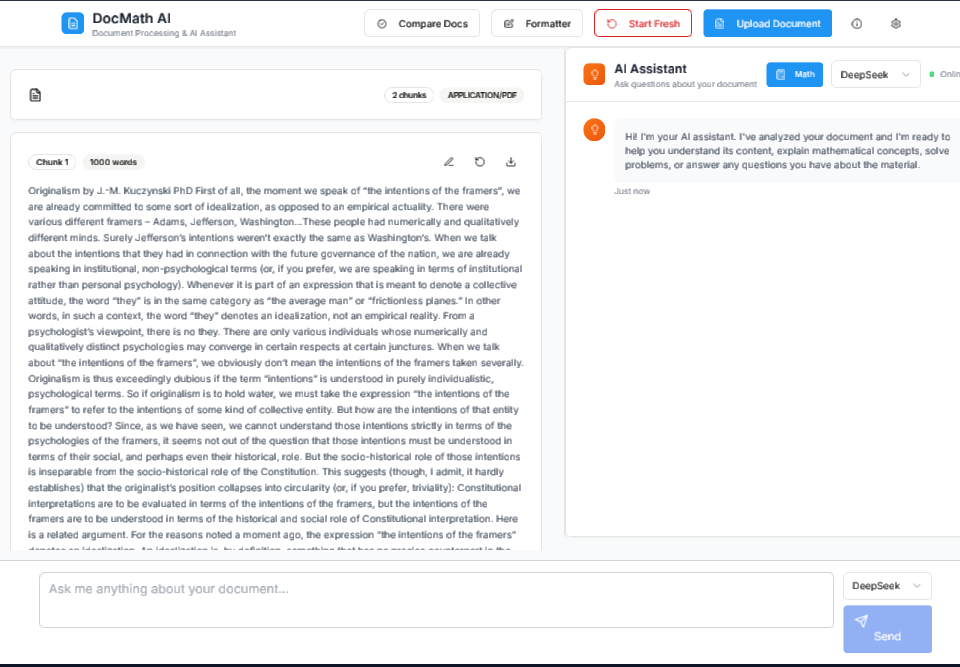 DocMath AI
Document Processing & AI Assistant
Compare Docs
Formatter
Start Fresh
Upload Document
2 chunks
APPLICATION/PDF
Chunk 1
1000 words
Originalism by J.-M. Kuczynski PhD First of all, the moment we speak of "the intentions of the framers", we
are already committed to some sort of idealization, as opposed to an empirical actuality. There were
various different framers – Adams, Jefferson, Washington...These people had numerically and qualitatively
different minds. Surely Jefferson's intentions weren't exactly the same as Washington's. When we talk
about the intentions that they had in connection with the future governance of the nation, we are already
speaking in institutional, non-psychological terms (or, if you prefer, we are speaking in terms of institutional
rather than personal psychology). Whenever it is part of an expression that is meant to denote a collective
attitude, the word "they" is in the same category as "the average man" or "frictionless planes." In other
words, in such a context, the word "they" denotes an idealization, not an empirical reality. From a
psychologist's viewpoint, there is no they. There are only various individuals whose numerically and
qualitatively distinct psychologies may converge in certain respects at certain junctures. When we talk
about "the intentions of the framers", we obviously don't mean the intentions of the framers taken severally.
Originalism is thus exceedingly dubious if the term "intentions" is understood in purely individualistic,
psychological terms. So if originalism is to hold water, we must take the expression "the intentions of the
framers" to refer to the intentions of some kind of collective entity. But how are the intentions of that entity
to be understood? Since, as we have seen, we cannot understand those intentions strictly in terms of the
psychologies of the framers, it seems not out of the question that those intentions must be understood in
terms of their social, and perhaps even their historical, role. But the socio-historical role of those intentions
is inseparable from the socio-historical role of the Constitution. This suggests (though, I admit, it hardly
establishes) that the originalist's position collapses into circularity (or, if you prefer, triviality): Constitutional
interpretations are to be evaluated in terms of the intentions of the framers, but the intentions of the
framers are to be understood in terms of the historical and social role of Constitutional interpretation. Here
is a related argument. For the reasons noted a moment ago, the expression "the intentions of the framers"
denotes an idealization. An idealization is, by definition, something that has no precise counterpart in the
AI Assistant
Ask questions about your document
Math
DeepSeek
Onlin
Hi! I'm your AI assistant. I've analyzed your document and I'm ready to
help you understand its content, explain mathematical concepts, solve
problems, or answer any questions you have about the material.
Just now
Ask me anything about your document...
DeepSeek
Send